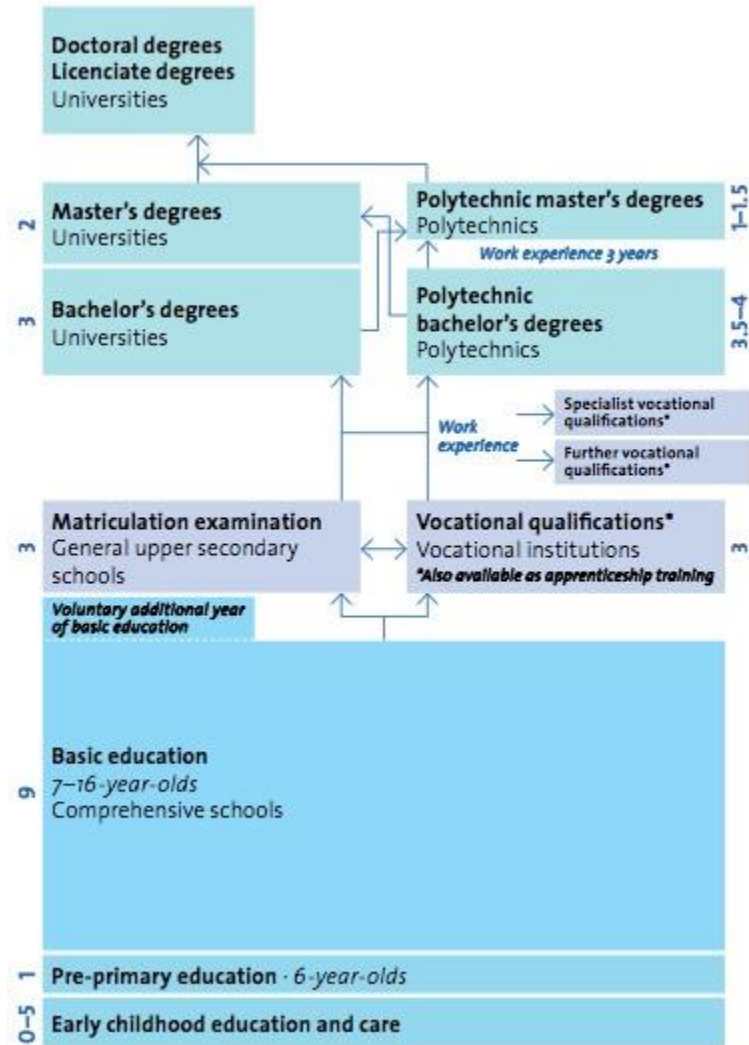 Doctoral degrees
Licenciate degrees
Universities
2
Master's degrees
Universities
Polytechnic master's degrees
Polytechnics
1–1.5
Work experience 3 years
3
Bachelor's degrees
Universities
Polytechnic
bachelor's degrees
Polytechnics
3.5–4
Work
experience
Specialist vocational
qualifications*
Further vocational
qualifications*
3
Matriculation examination
General upper secondary
schools
Vocational qualifications*
Vocational institutions
*Also available as apprenticeship training
3
Voluntary additional year
of basic education
9
Basic education
7–16-year-olds
Comprehensive schools
1
Pre-primary education · 6-year-olds
0–5
Early childhood education and care